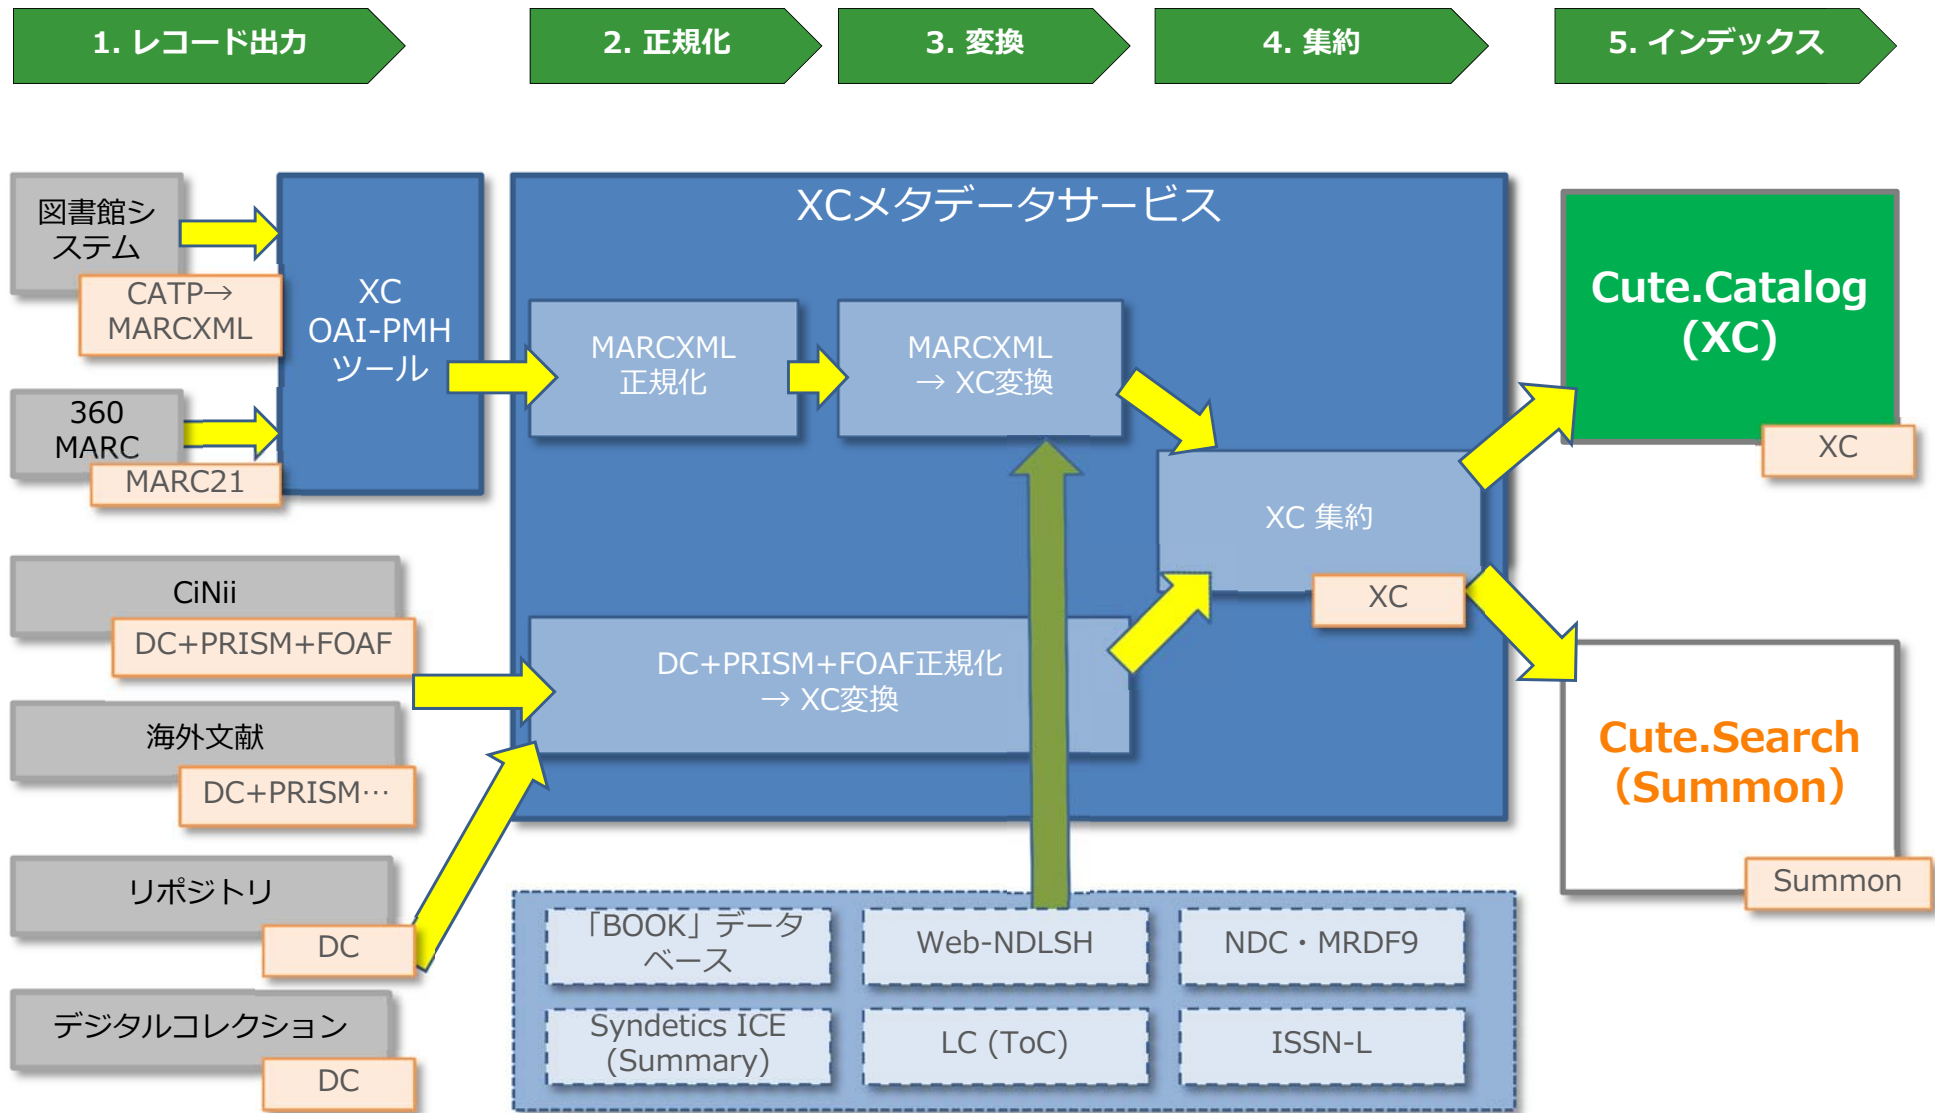 1. レコード出力
2. 正規化
3. 変換
4. 集約
5. インデックス
図書館シ
ステム
CATP→
MARCXML
360
MARC
MARC21
XC
OAI-PMH
ツール
CiNii
DC+PRISM+FOAF
海外文献
DC+PRISM…
リポジトリ
DC
デジタルコレクション
DC
XCメタデータサービス
MARCXML
正規化
MARCXML
→ XC変換
DC+PRISM+FOAF正規化
→ XC変換
XC 集約
XC
「BOOK」データ
ベース
Web-NDLSH
NDC・MRDF9
Syndetics ICE
(Summary)
LC (ToC)
ISSN-L
Cute.Catalog
(XC)
XC
Cute.Search
(Summon)
Summon